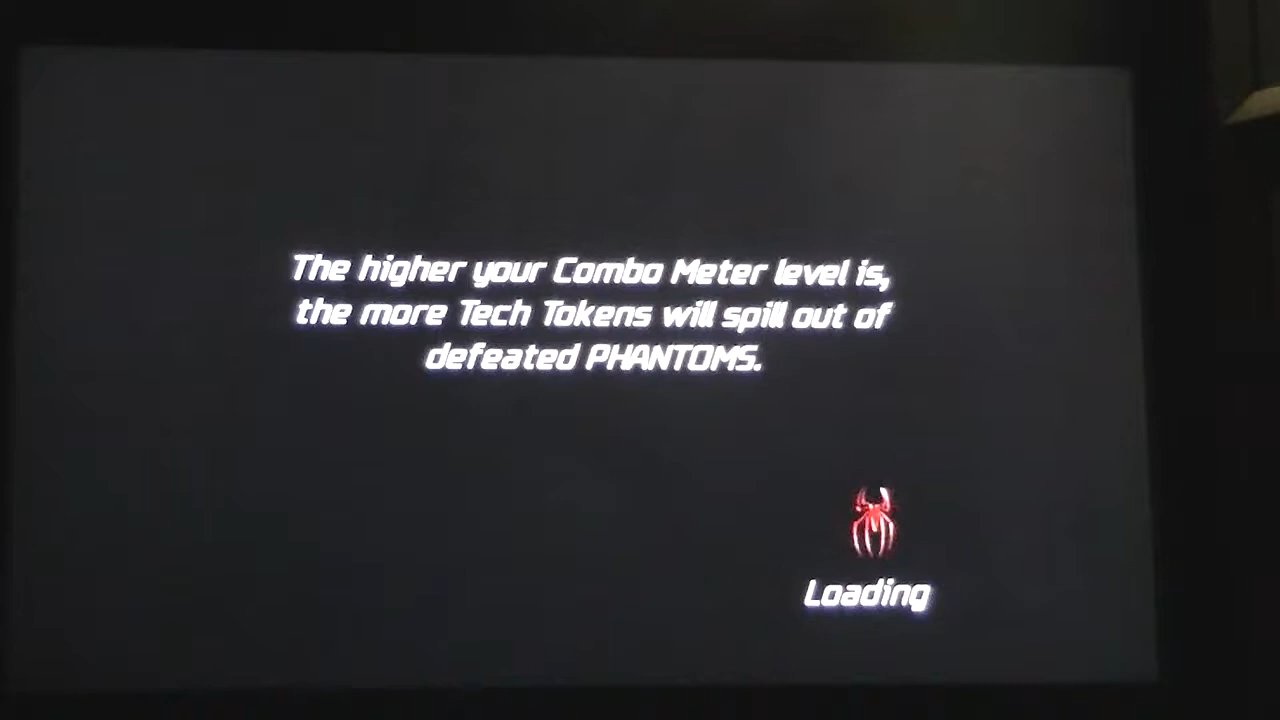 The higher your Combo Meter level is,
the more Tech Tokens will spill out of
defeated PHANTOMS.
Loading